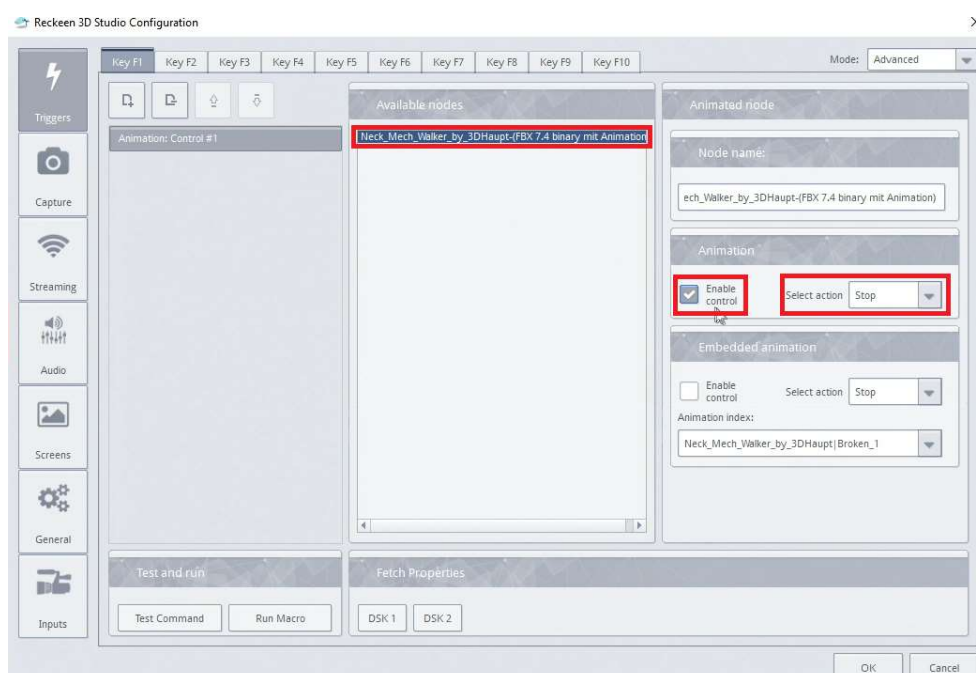 Reckeen 3D Studio Configuration
Key F1 Key F2 Key F3 Key F4 Key F5 Key F6 Key F7 Key F8 Key F9 Key F10
Mode: Advanced
Triggers
Capture
Streaming
Audio
Screens
General
Inputs
Animation: Control #1
Available nodes
Neck_Mech_Walker_by_3DHaupt-(FBX 7.4 binary mit Animation
Animated node
Node name:
ech_Walker_by_3DHaupt-(FBX 7.4 binary mit Animation)
Animation
Enable
control
Select action Stop
Embedded animation
Enable
control
Select action Stop
Animation index:
Neck_Mech_Walker_by_3DHaupt|Broken_1
Test and run
Test Command Run Macro
Fetch Properties
DSK 1 DSK 2
OK Cancel